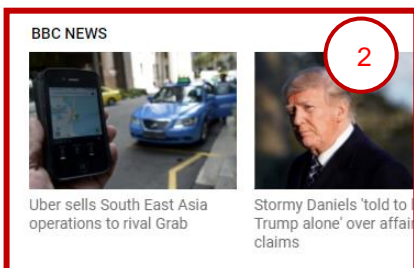 BBC NEWS
2
Uber sells South East Asia
operations to rival Grab
Stormy Daniels 'told to
Trump alone' over affair
claims